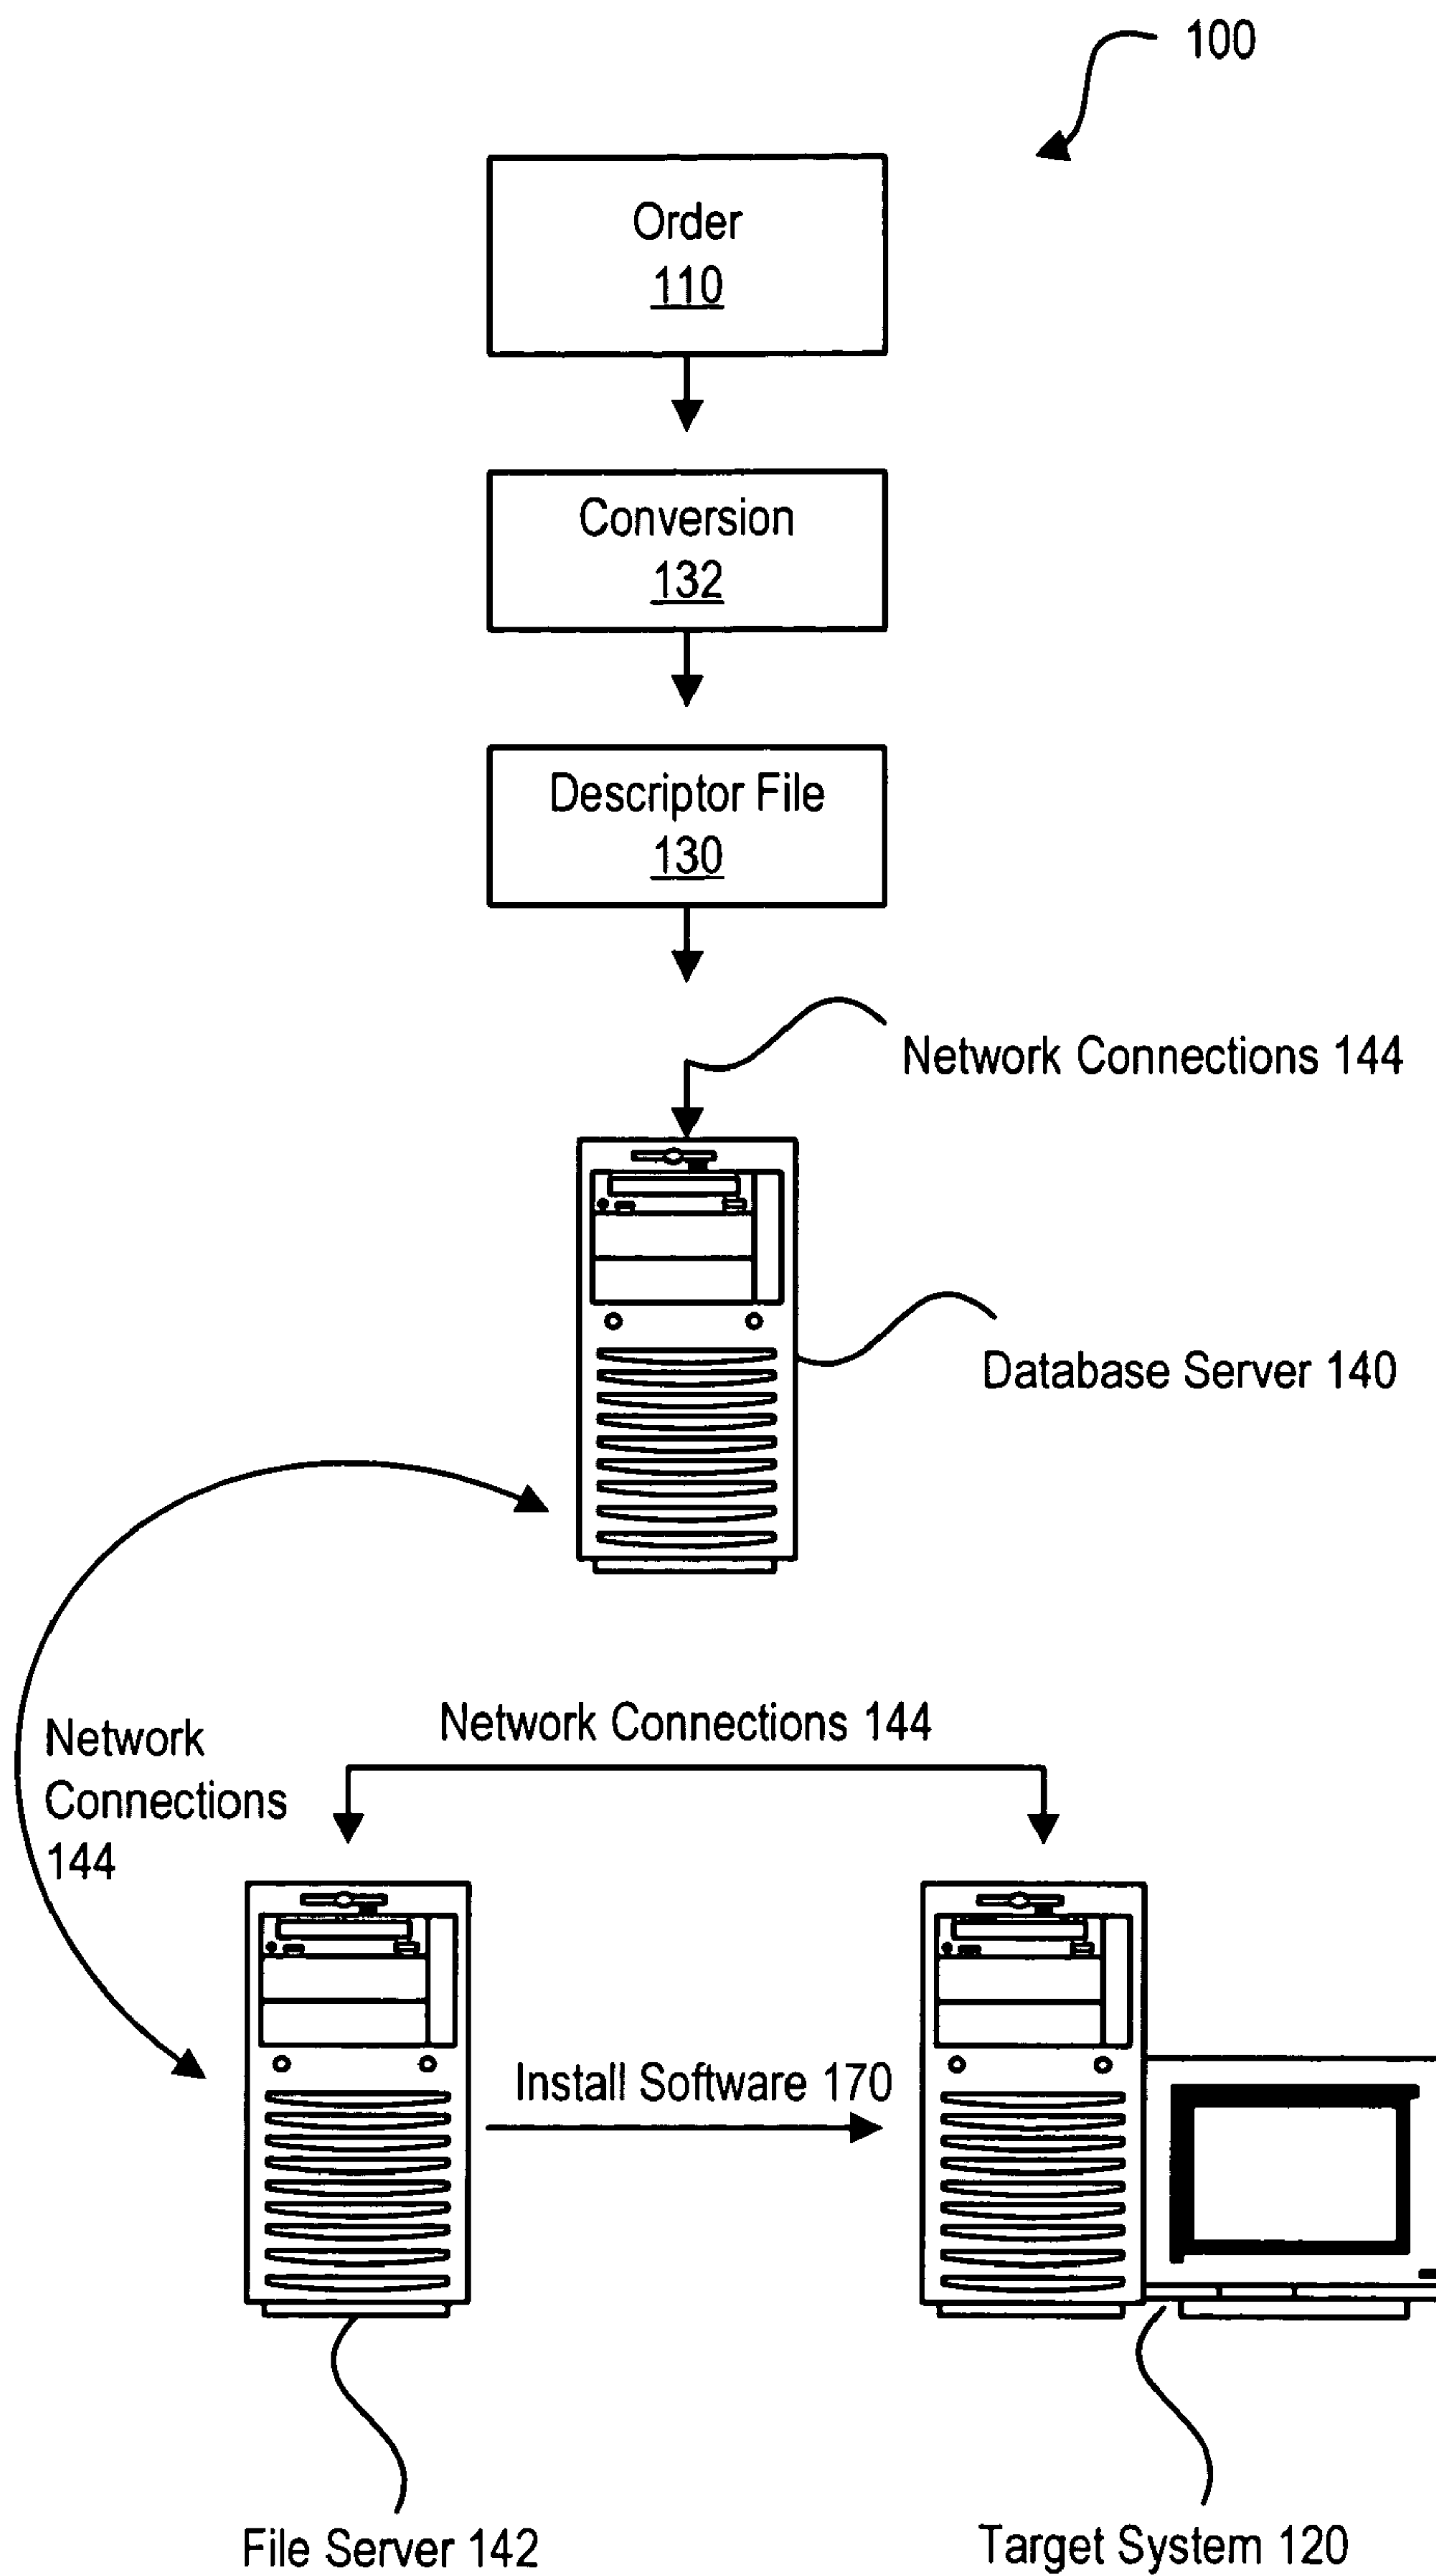 100
Order
110
Conversion
132
Descriptor File
130
Network Connections 144
Database Server 140
Network Connections 144
Network
Connections
144
Install Software 170
File Server 142
Target System 120